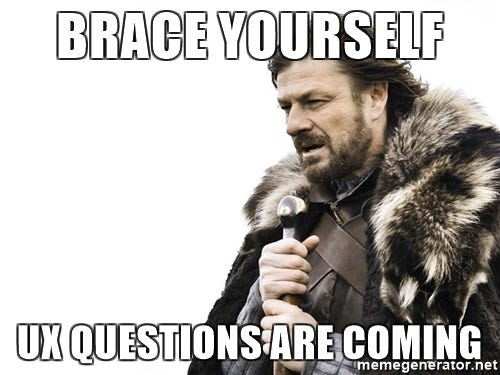 BRACE YOURSELF
UX QUESTIONS ARE COMING
memegenerator.net